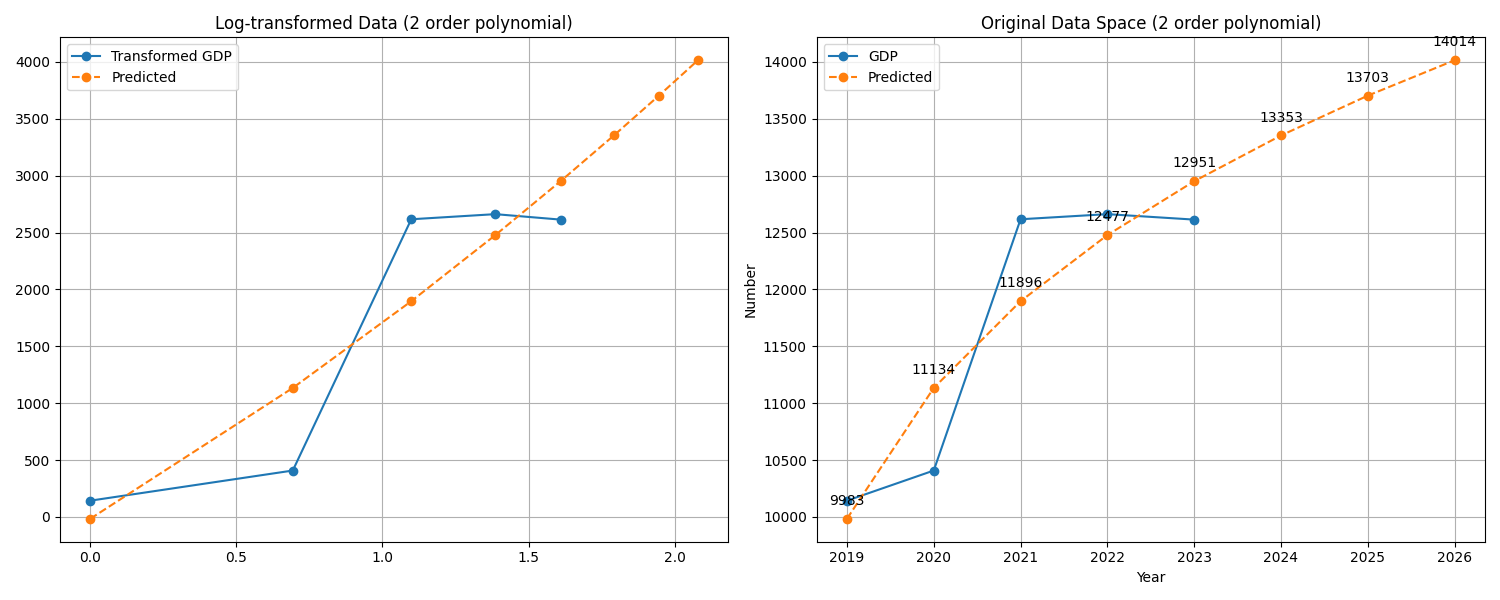 Log-transformed Data (2 order polynomial)
Transformed GDP
Predicted
4000
3500
3000
2500
2000
1500
1000
500
0
0.0 0.5 1.0 1.5 2.0
Original Data Space (2 order polynomial)
GDP
Predicted
14000
13500
13000
12500
12000
11500
11000
10500
10000
Number
9983
11134
11896
12477
12951
13353
13703
14014
2019 2020 2021 2022 2023 2024 2025 2026
Year